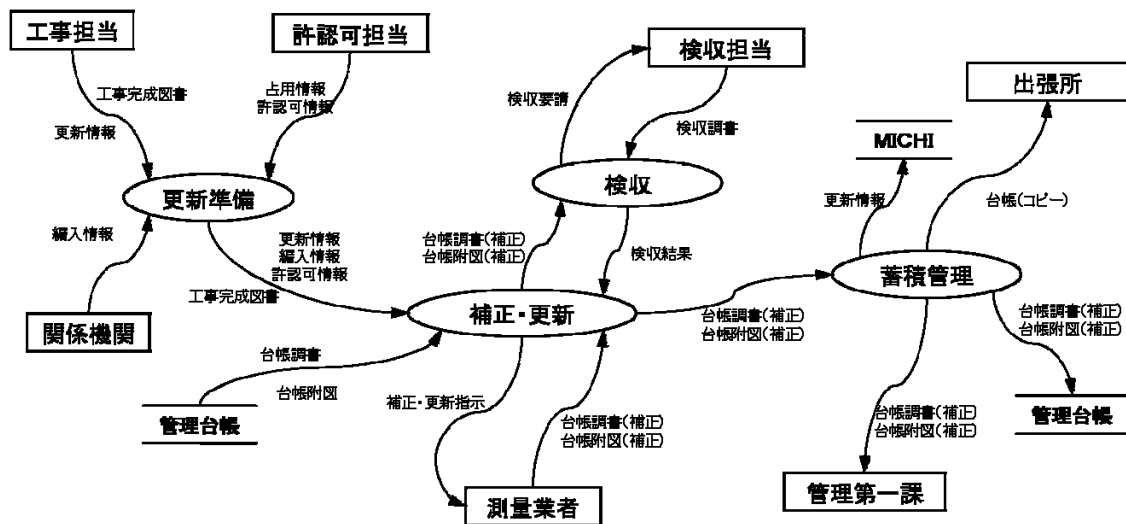 工事担当
許認可担当
検収担当
出張所
工事完成図書
更新情報
占用情報
許認可情報
検収要請
検収調書
MICHI
更新準備
検収
更新情報
台帳(コピー)
編入情報
更新情報
編入情報
許認可情報
工事完成図書
台帳調書(補正)
台帳附図(補正)
検収結果
蓄積管理
補正・更新
台帳調書(補正)
台帳附図(補正)
台帳調書(補正)
台帳附図(補正)
関係機関
台帳調書
台帳附図
管理台帳
補正・更新指示
台帳調書(補正)
台帳附図(補正)
台帳調書(補正)
台帳附図(補正)
管理台帳
測量業者
管理第一課